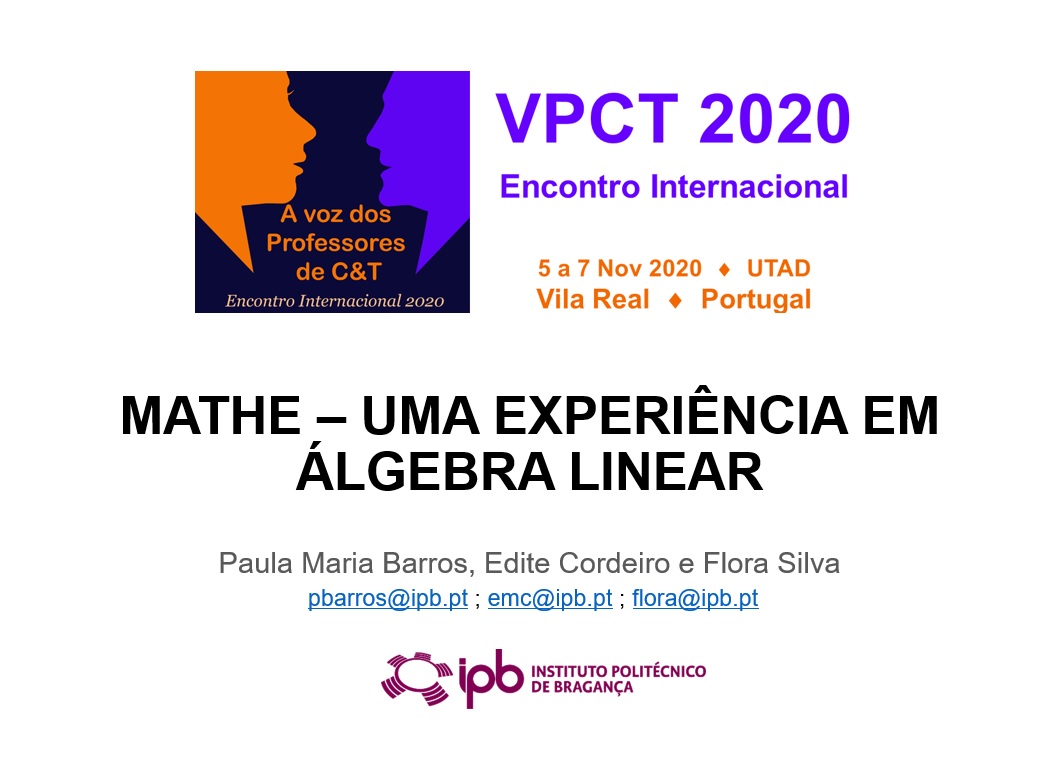 A voz dos
Professores
de C&T
Encontro Internacional 2020
VPCT 2020
Encontro Internacional
5 a 7 Nov 2020 ♦ UTAD
Vila Real ♦ Portugal
MATHE – UMA EXPERIÊNCIA EM
ÁLGEBRA LINEAR
Paula Maria Barros, Edite Cordeiro e Flora Silva
pbarros@ipb.pt ; emc@ipb.pt ; flora@ipb.pt
ipb INSTITUTO POLITÉCNICO
DE BRAGANÇA